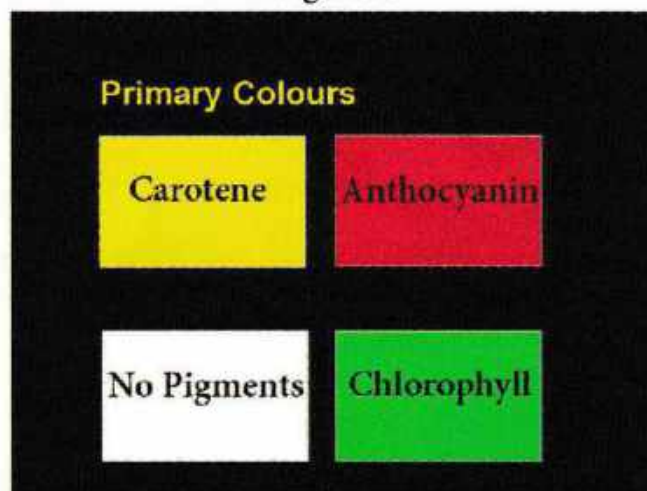 Primary Colours
Carotene
Anthocyanin
No Pigments
Chlorophyll